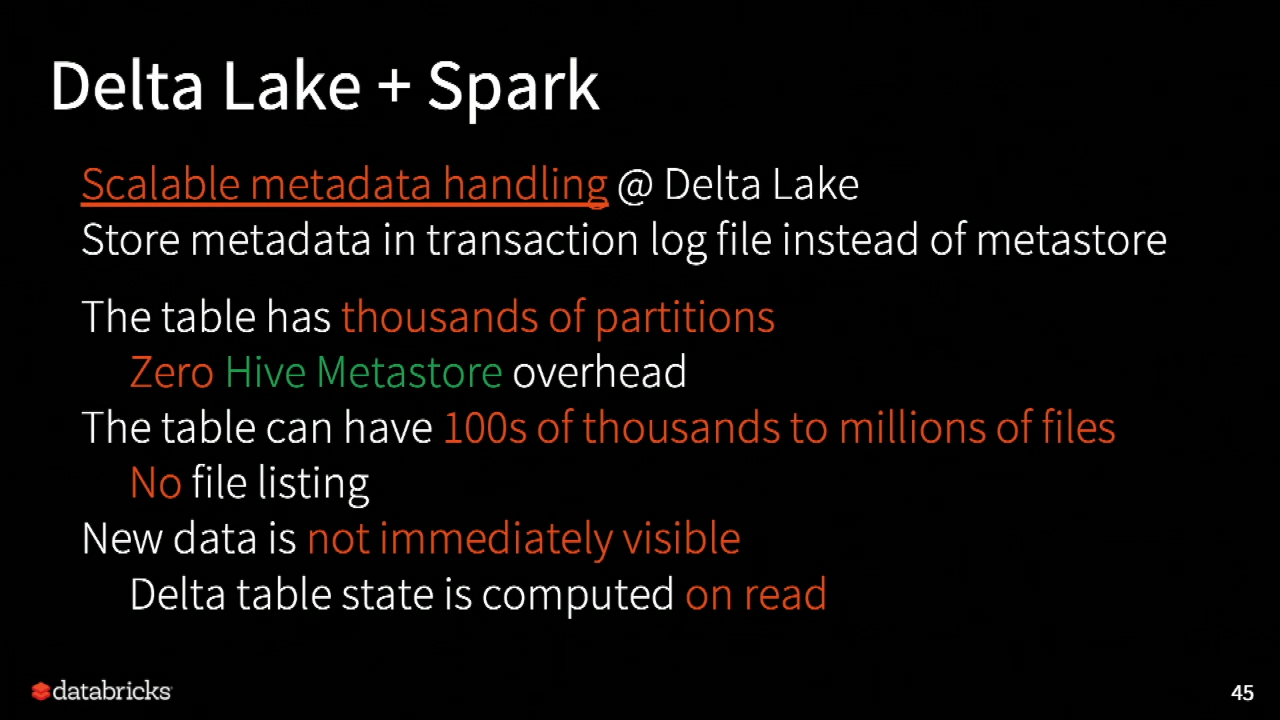 Delta Lake + Spark
Scalable metadata handling @ Delta Lake
Store metadata in transaction log file instead of metastore
The table has thousands of partitions
Zero Hive Metastore overhead
The table can have 100s of thousands to millions of files
No file listing
New data is not immediately visible
Delta table state is computed on read
databricks
45